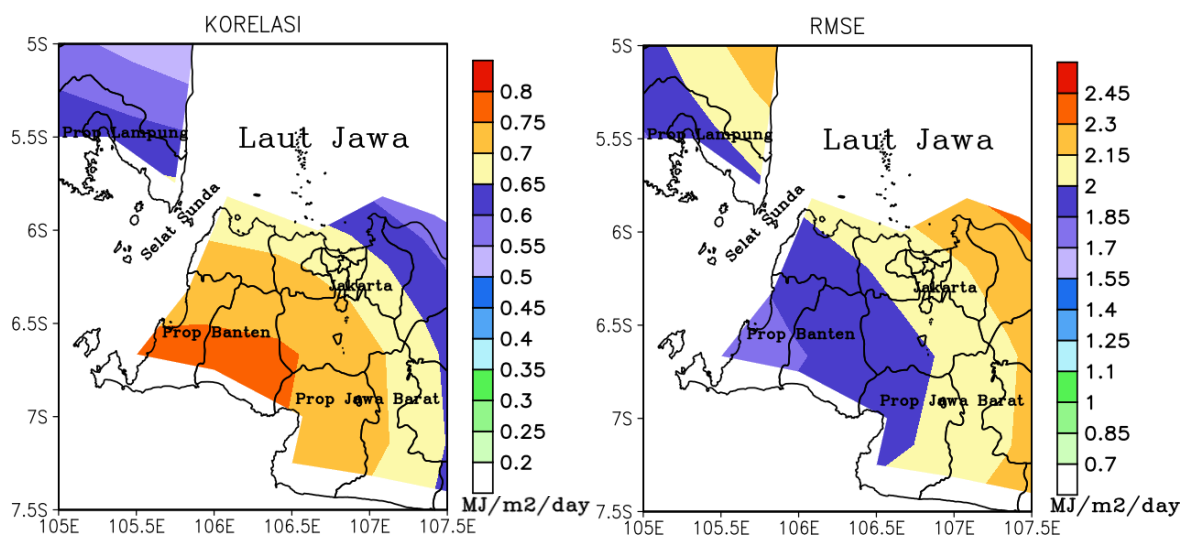 KORELASI
5S
5.5S
6S
6.5S
7S
7.5S
105E
105.5E
106E
106.5E
107E
107.5E
Prop Lampung
Laut Jawa
Selat Sunda
Jakarta
Prop Banten
Prop Jawa Barat
0.8
0.75
0.7
0.65
0.6
0.55
0.5
0.45
0.4
0.35
0.3
0.25
0.2
MJ/m2/day
RMSE
5S
5.5S
6S
6.5S
7S
7.5S
105E
105.5E
106E
106.5E
107E
107.5E
Prop Lampung
Laut Jawa
Selat Sunda
Jakarta
Prop Banten
Prop Jawa Barat
2.45
2.3
2.15
2
1.85
1.7
1.55
1.4
1.25
1.1
1
0.85
0.7
MJ/m2/day